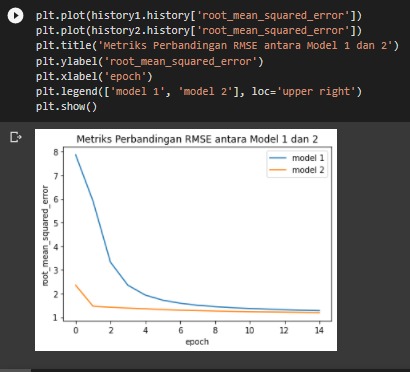 plt.plot(history1.history['root_mean_squared_error'])
plt.plot(history2.history['root_mean_squared_error'])
plt.title('Metriks Perbandingan RMSE antara Model 1 dan 2')
plt.ylabel('root_mean_squared_error')
plt.xlabel('epoch')
plt.legend(['model 1', 'model 2'], loc='upper right')
plt.show()
Metriks Perbandingan RMSE antara Model 1 dan 2
model 1
model 2
root_mean_squared_error
8
7
6
5
4
3
2
1
0 2 4 6 8 10 12 14
epoch